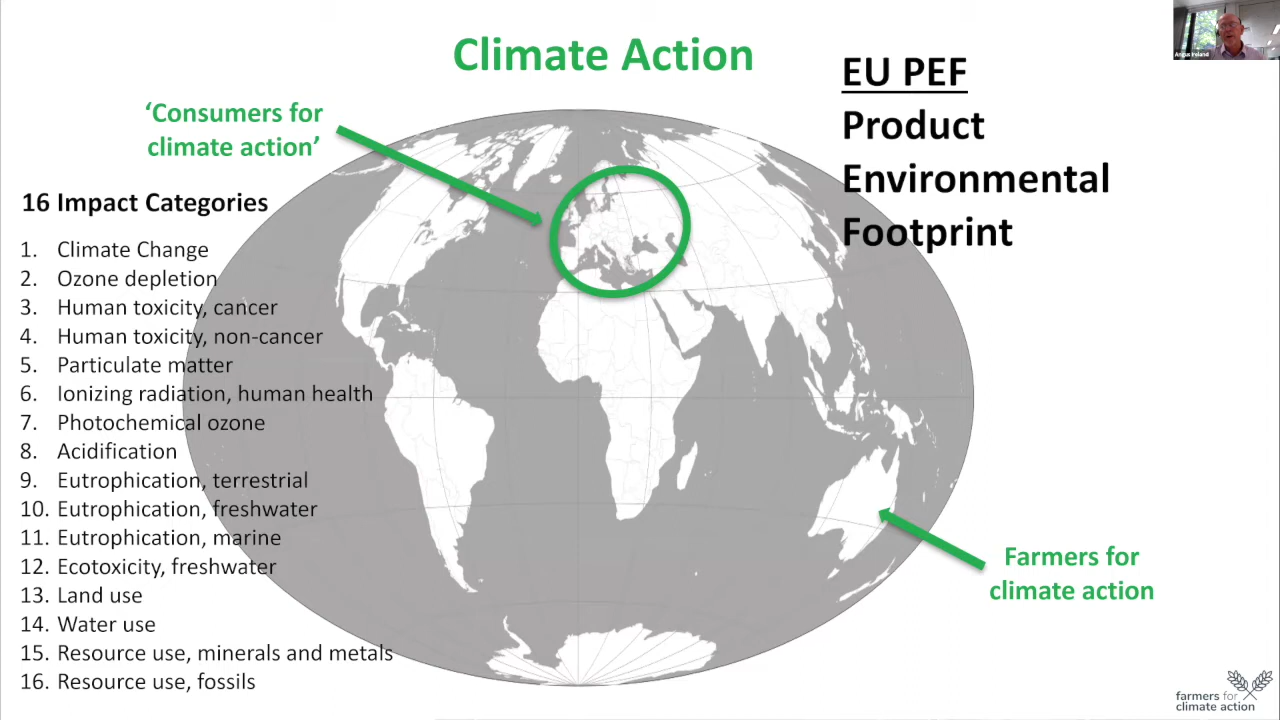 Climate Action
Angus Ireland
EU PEF
Product
Environmental
Footprint
‘Consumers for
climate action’
16 Impact Categories
1. Climate Change
2. Ozone depletion
3. Human toxicity, cancer
4. Human toxicity, non-cancer
5. Particulate matter
6. Ionizing radiation, human health
7. Photochemical ozone
8. Acidification
9. Eutrophication, terrestrial
10. Eutrophication, freshwater
11. Eutrophication, marine
12. Ecotoxicity, freshwater
13. Land use
14. Water use
15. Resource use, minerals and metals
16. Resource use, fossils
Farmers for
climate action
farmers for
climate action